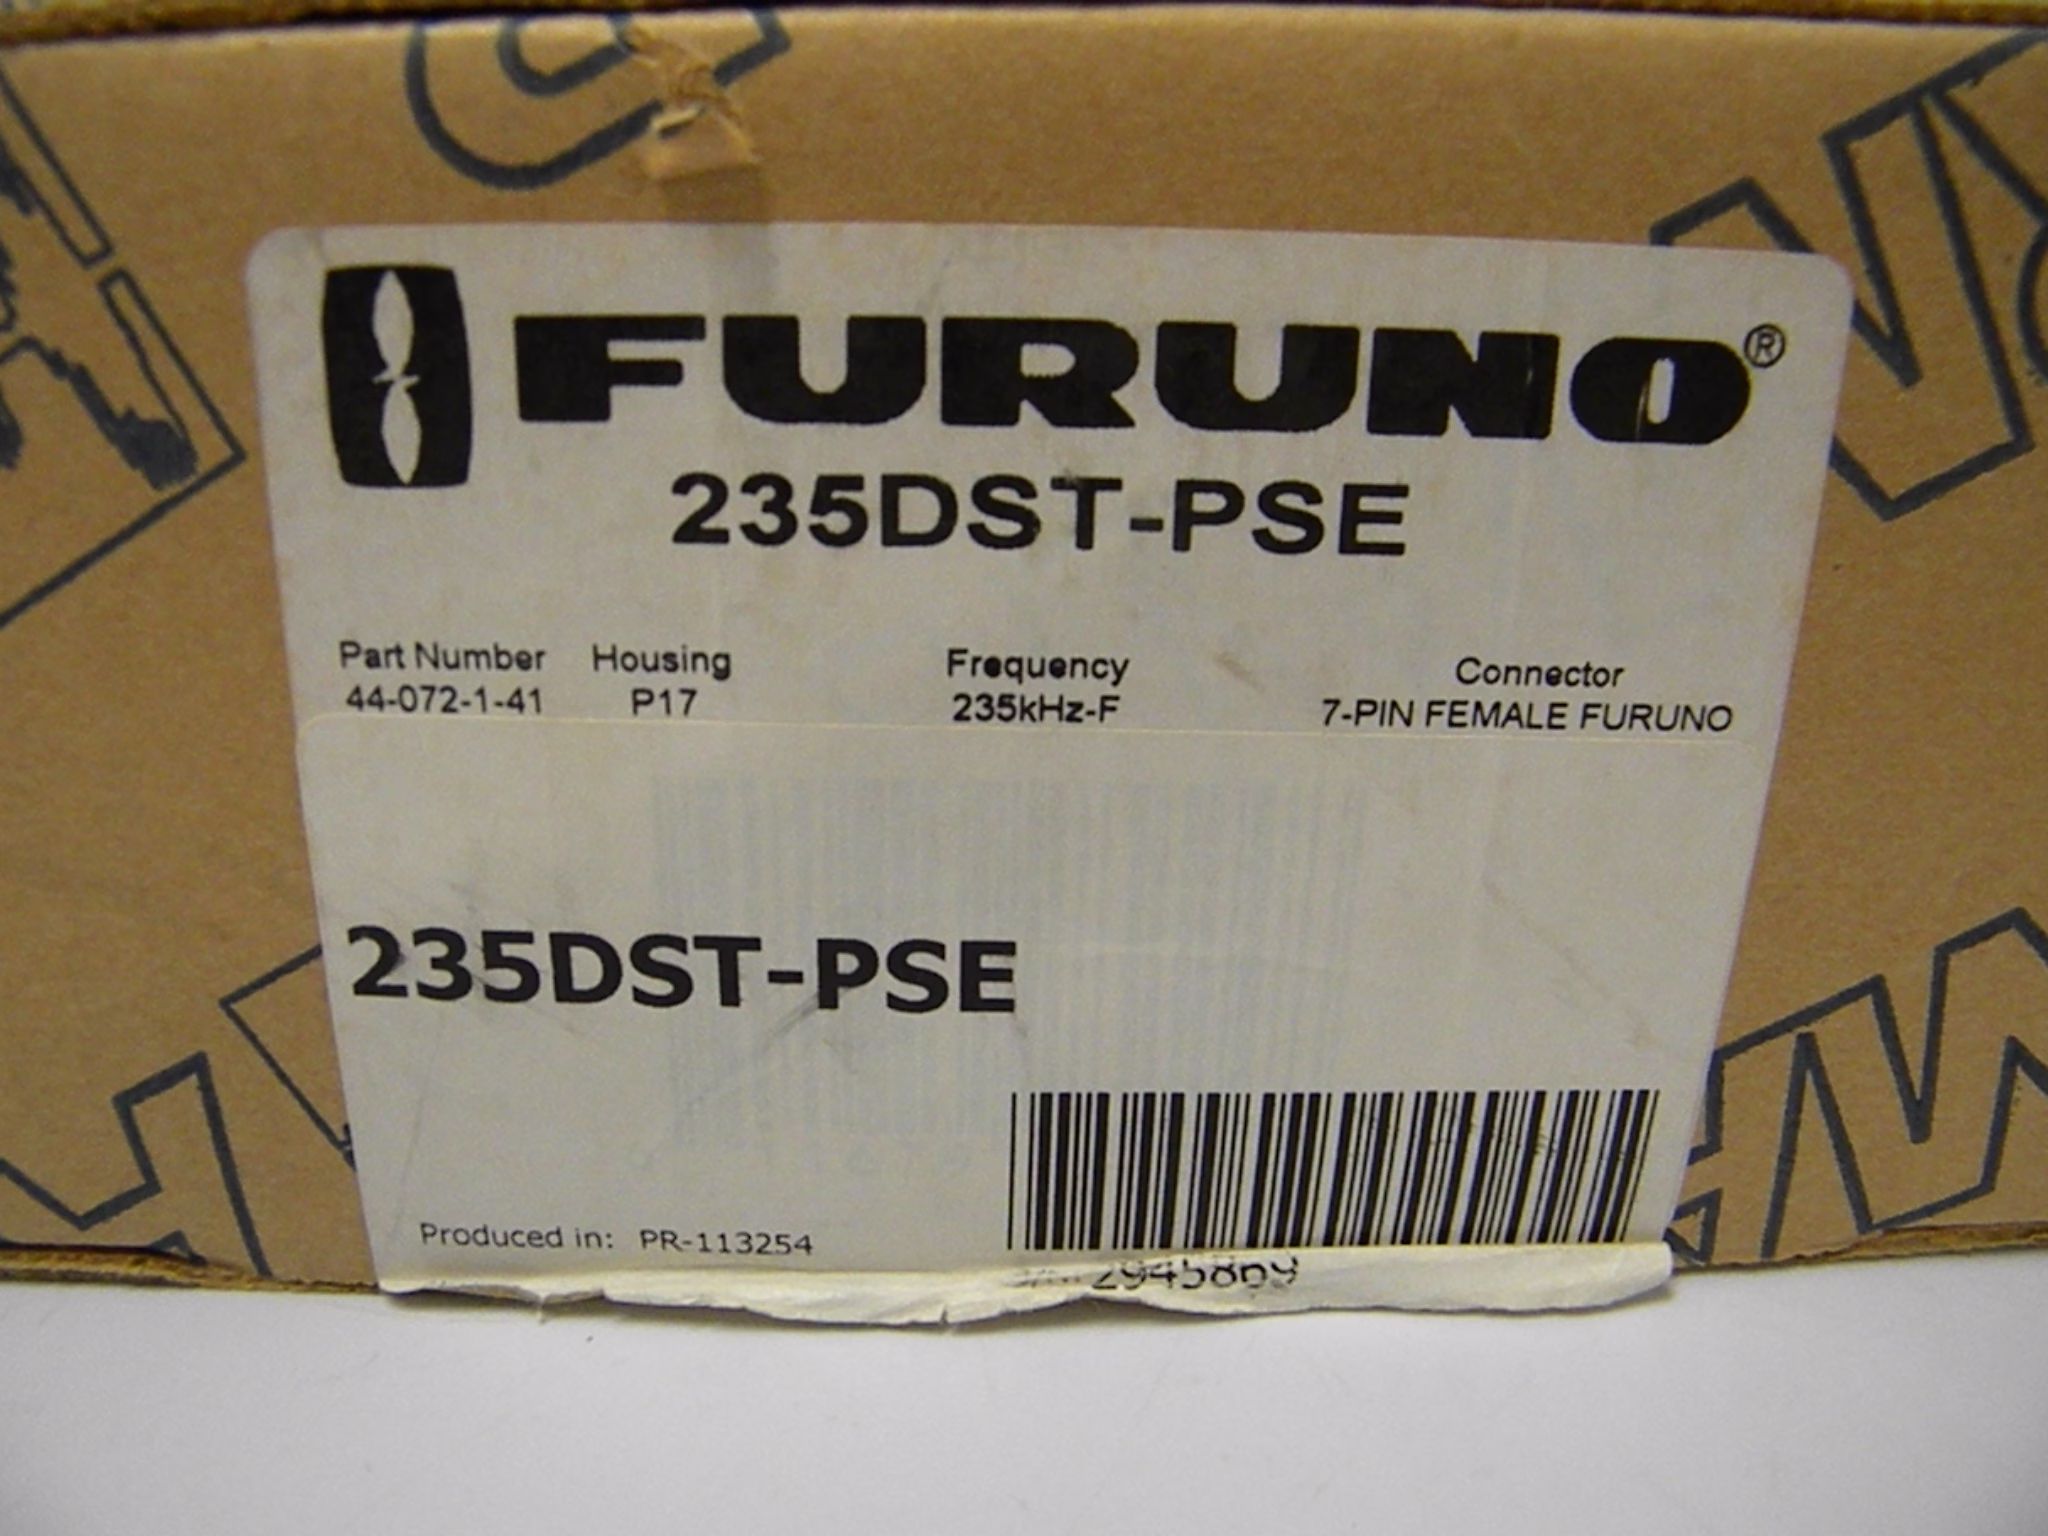 FURUNO®
235DST-PSE
Part Number Housing Frequency Connector
44-072-1-41 P17 235kHz-F 7-PIN FEMALE FURUNO
235DST-PSE
Produced in: PR-113254
2945869